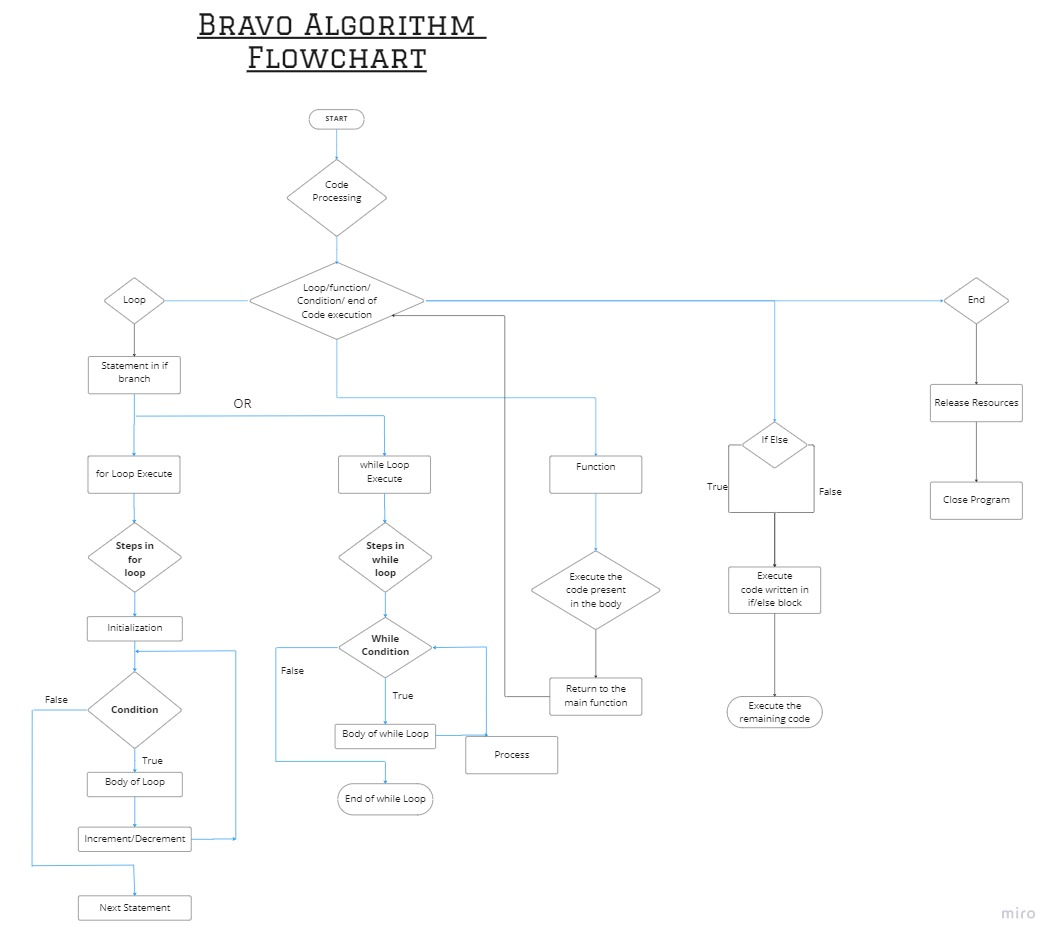 Bravo Algorithm
Flowchart
START
Code
Processing
Loop/function/
Condition/ end of
Code execution
Loop
End
Statement in if
branch
OR
Release Resources
for Loop Execute
while Loop
Execute
Function
If Else
True
False
Close Program
Steps in
for
loop
Steps in
while
loop
Execute the
code present
in the body
Execute
code written in
if/else block
Initialization
While
Condition
False
True
Return to the
main function
Condition
False
True
Execute the
remaining code
Body of while Loop
Process
Body of Loop
End of while Loop
Increment/Decrement
Next Statement
miro